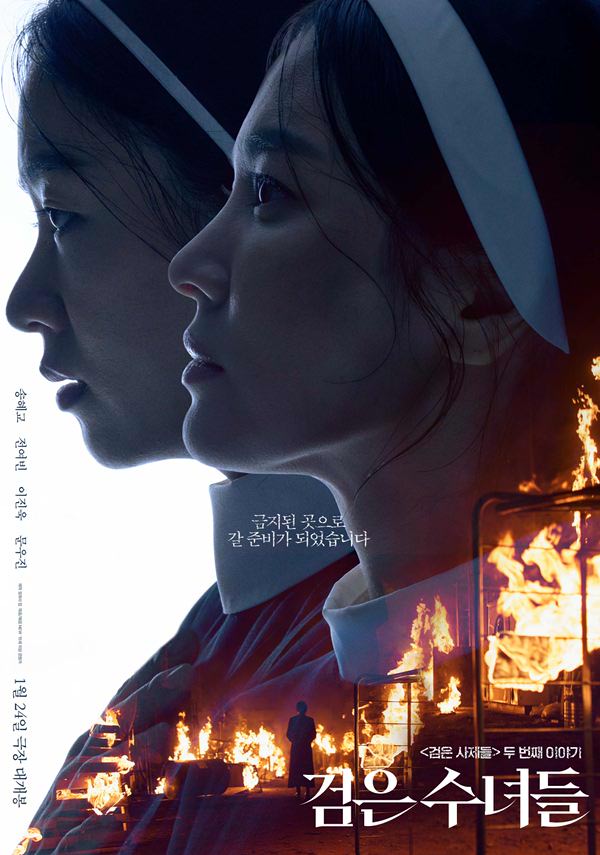 송혜교 전여빈 이진욱 문우진
1월 24일 극장 대개봉
금지된 곳으로
갈 준비가 되었습니다
<검은 사제들> 두 번째 이야기
검은 수녀들